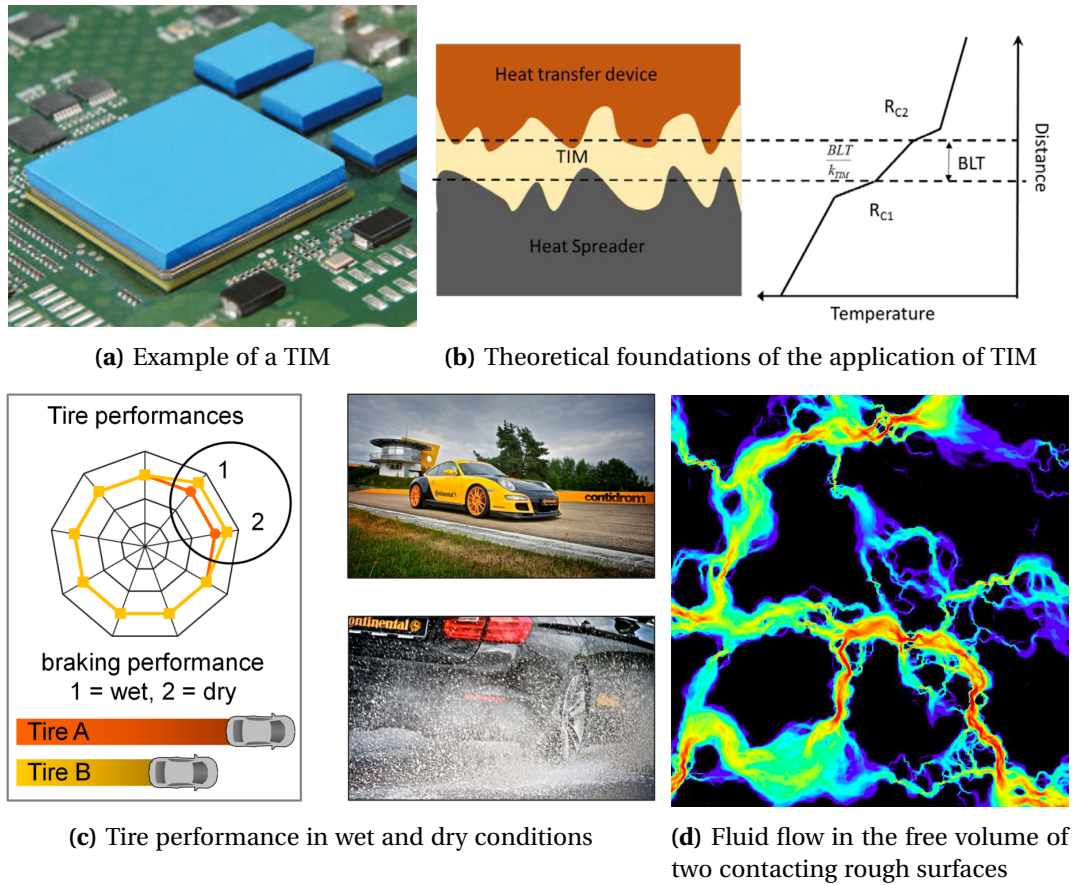 Heat transfer device
TIM
Heat Spreader
R_C2
BLT
k_TIM
BLT
R_C1
Distance
Temperature
(a) Example of a TIM
(b) Theoretical foundations of the application of TIM
Tire performances
1
2
braking performance
1 = wet, 2 = dry
Tire A
Tire B
Continental
contidrom
ontinental
(c) Tire performance in wet and dry conditions
(d) Fluid flow in the free volume of
two contacting rough surfaces